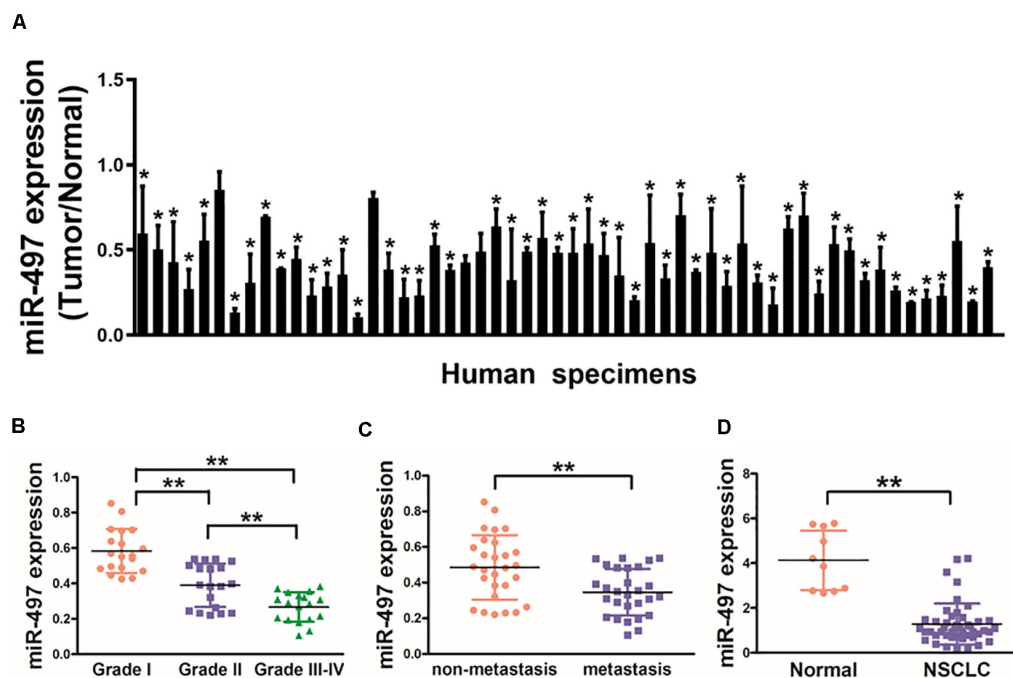 A
miR-497 expression
(Tumor/Normal)
1.5
1.0
0.5
0.0
* * * * * * * * * * * * * * * * * * * * * * * * * * * * * * * * * * * * * * * * * * * * * * * * * * * *
Human specimens
B
miR-497 expression
1.0
0.8
0.6
0.4
0.2
0.0
**
**
**
Grade I Grade II Grade III-IV
C
miR-497 expression
1.0
0.8
0.6
0.4
0.2
0.0
**
non-metastasis metastasis
D
miR-497 expression
8
6
4
2
0
**
Normal NSCLC